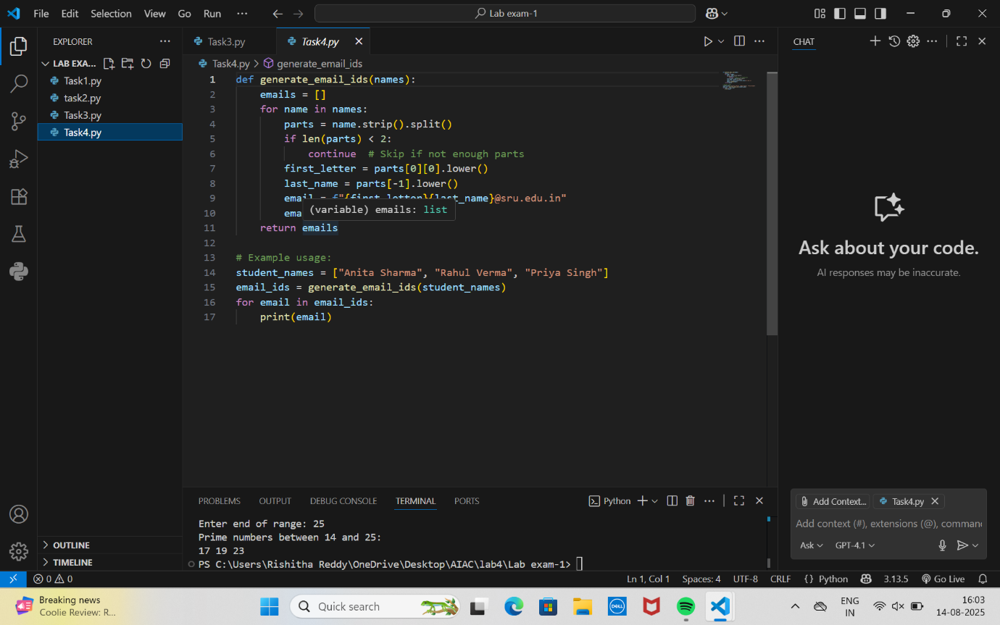 File Edit Selection View Go Run ··· Lab exam-1
EXPLORER ···
LAB EXA...
Task1.py
task2.py
Task3.py
Task4.py
OUTLINE
TIMELINE
Task3.py Task4.py
Task4.py > generate_email_ids
1 def generate_email_ids(names):
2 emails = []
3 for name in names:
4 parts = name.strip().split()
5 if len(parts) < 2:
6 continue # Skip if not enough parts
7 first_letter = parts[0][0].lower()
8 last_name = parts[-1].lower()
9 email = f"{first_letter}{last_name}@sru.edu.in"
(variable) emails: list
10 ema
11 return emails
12
13 # Example usage:
14 student_names = ["Anita Sharma", "Rahul Verma", "Priya Singh"]
15 email_ids = generate_email_ids(student_names)
16 for email in email_ids:
17 print(email)
PROBLEMS OUTPUT DEBUG CONSOLE TERMINAL PORTS Python ···
Enter end of range: 25
Prime numbers between 14 and 25:
17 19 23
PS C:\Users\Rishitha Reddy\OneDrive\Desktop\AIAC\lab4\Lab exam-1>
CHAT ···
Ask about your code.
AI responses may be inaccurate.
Add Context... Task4.py
Add context (#), extensions (@), comman
Ask GPT-4.1
0 0 Ln 1, Col 1 Spaces: 4 UTF-8 CRLF {} Python 3.13.5 Go Live
Breaking news
Coolie Review: R...
Quick search
DELL
ENG
IN
16:03
14-08-2025